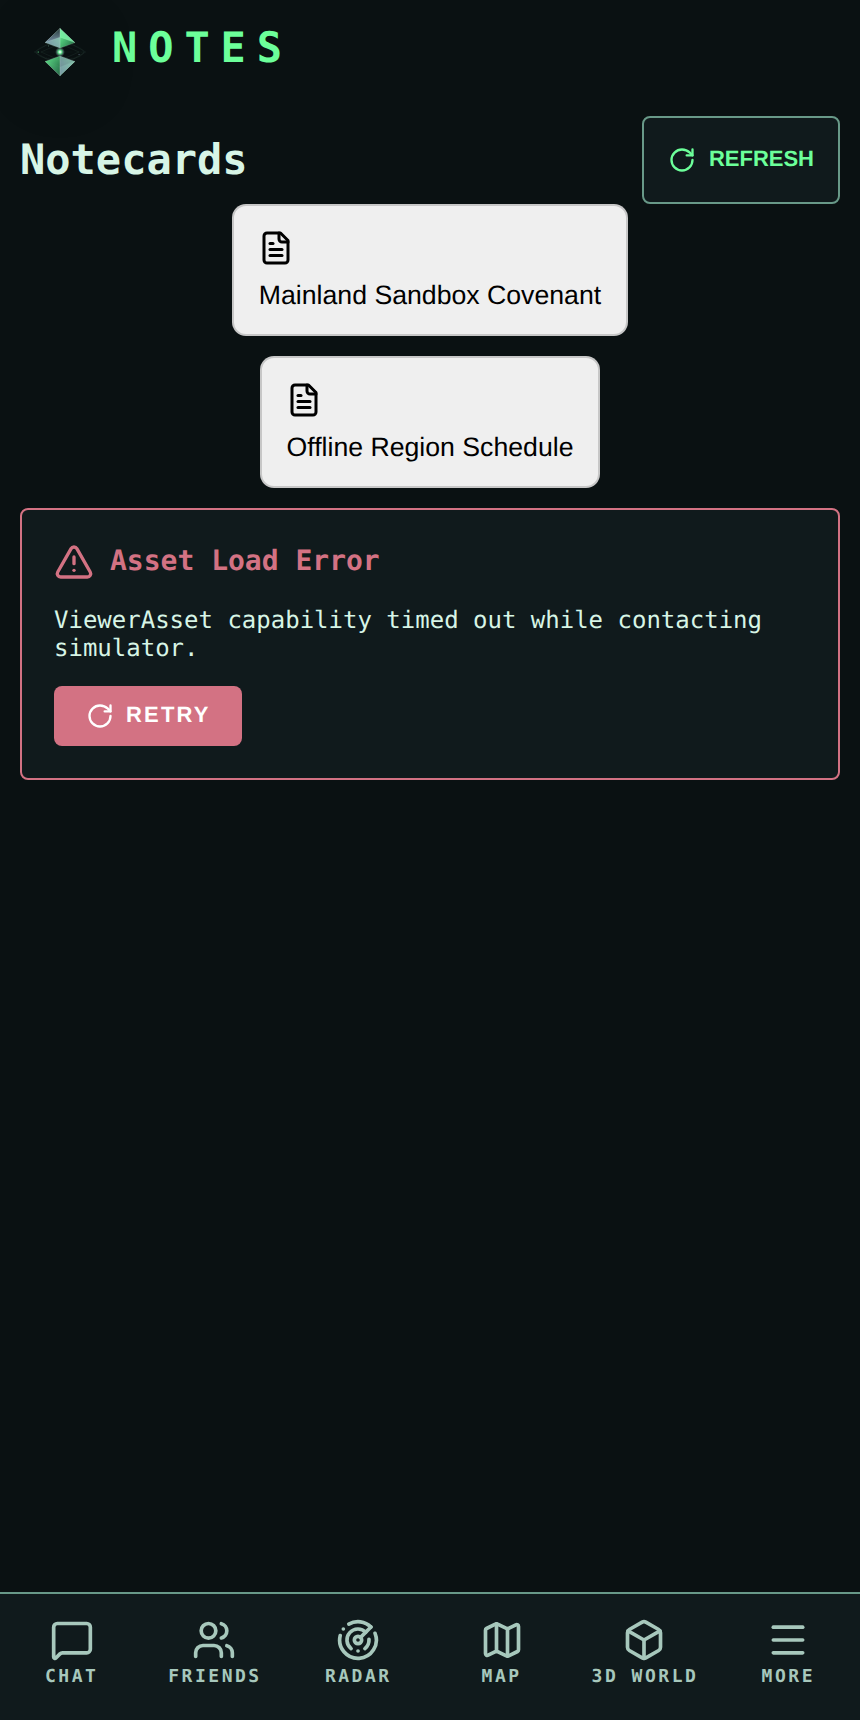 NOTES
Notecards
REFRESH
Mainland Sandbox Covenant
Offline Region Schedule
Asset Load Error
ViewerAsset capability timed out while contacting
simulator.
RETRY
CHAT
FRIENDS
RADAR
MAP
3D WORLD
MORE